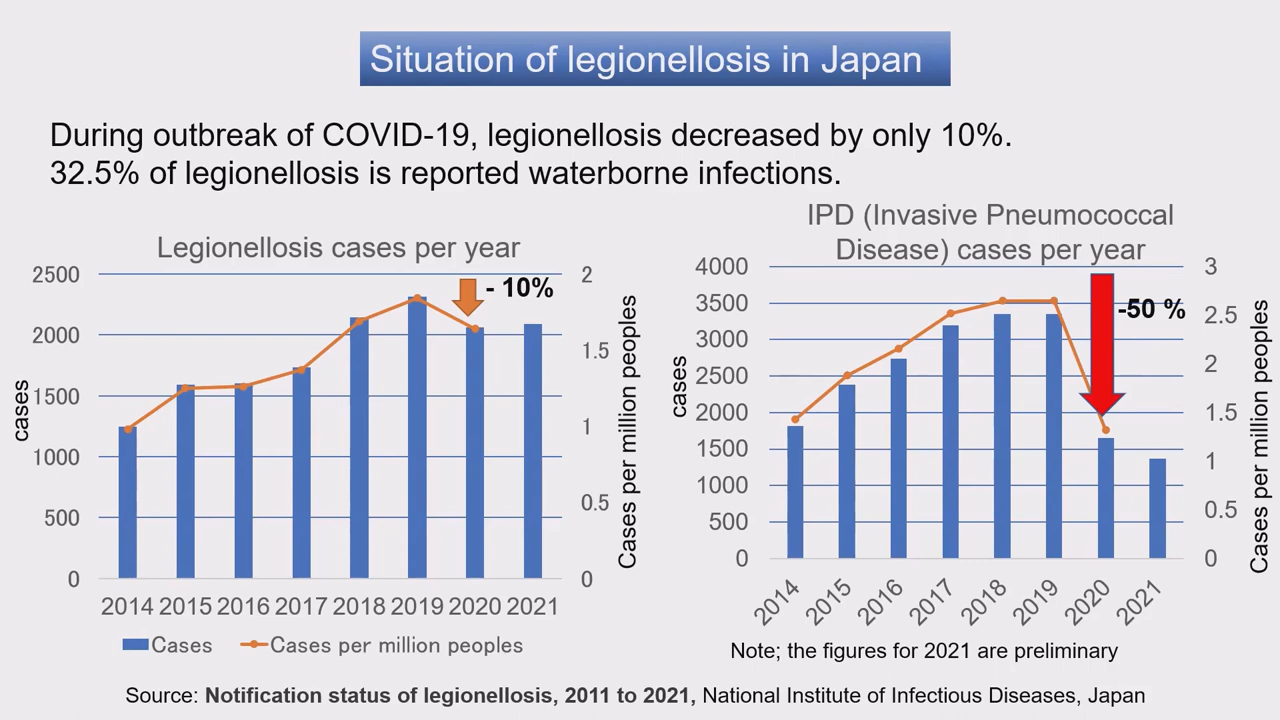 Situation of legionellosis in Japan
During outbreak of COVID-19, legionellosis decreased by only 10%.
32.5% of legionellosis is reported waterborne infections.
Legionellosis cases per year
2500
2000
1500
1000
500
0
cases
2
1.5
1
0.5
0
Cases per million peoples
- 10%
2014 2015 2016 2017 2018 2019 2020 2021
Cases
Cases per million peoples
IPD (Invasive Pneumococcal
Disease) cases per year
4000
3500
3000
2500
2000
1500
1000
500
0
cases
3
2.5
2
1.5
1
0.5
0
Cases per million peoples
-50 %
2014 2015 2016 2017 2018 2019 2020 2021
Note; the figures for 2021 are preliminary
Source: Notification status of legionellosis, 2011 to 2021, National Institute of Infectious Diseases, Japan